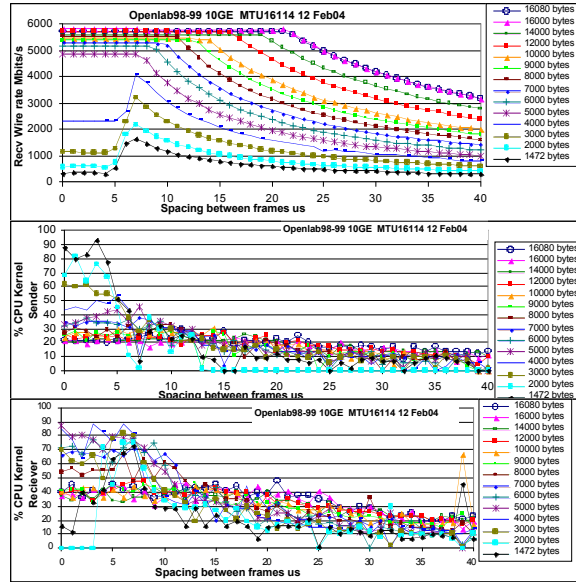 Openlab98-99 10GE MTU16114 12 Feb04
Recv Wire rate Mbits/s
6000
5000
4000
3000
2000
1000
0
0 5 10 15 20 25 30 35 40
Spacing between frames us
16080 bytes
16000 bytes
14000 bytes
12000 bytes
10000 bytes
9000 bytes
8000 bytes
7000 bytes
6000 bytes
5000 bytes
4000 bytes
3000 bytes
2000 bytes
1472 bytes
Openlab98-99 10GE MTU16114 12 Feb04
% CPU Kernel
Sender
100
90
80
70
60
50
40
30
20
10
0
0 5 10 15 20 25 30 35 40
Spacing between frames us
16080 bytes
16000 bytes
14000 bytes
12000 bytes
10000 bytes
9000 bytes
8000 bytes
7000 bytes
6000 bytes
5000 bytes
4000 bytes
3000 bytes
2000 bytes
1472 bytes
Openlab98-99 10GE MTU16114 12 Feb04
% CPU Kernel
Reciever
100
90
80
70
60
50
40
30
20
10
0
0 5 10 15 20 25 30 35 40
Spacing between frames us
16080 bytes
16000 bytes
14000 bytes
12000 bytes
10000 bytes
9000 bytes
8000 bytes
7000 bytes
6000 bytes
5000 bytes
4000 bytes
3000 bytes
2000 bytes
1472 bytes